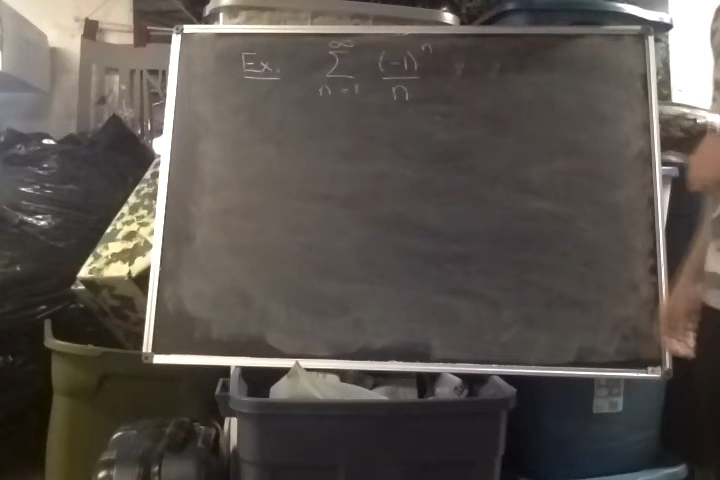 Ex. ∑_{n=1}^{∞} (-1)^n / n